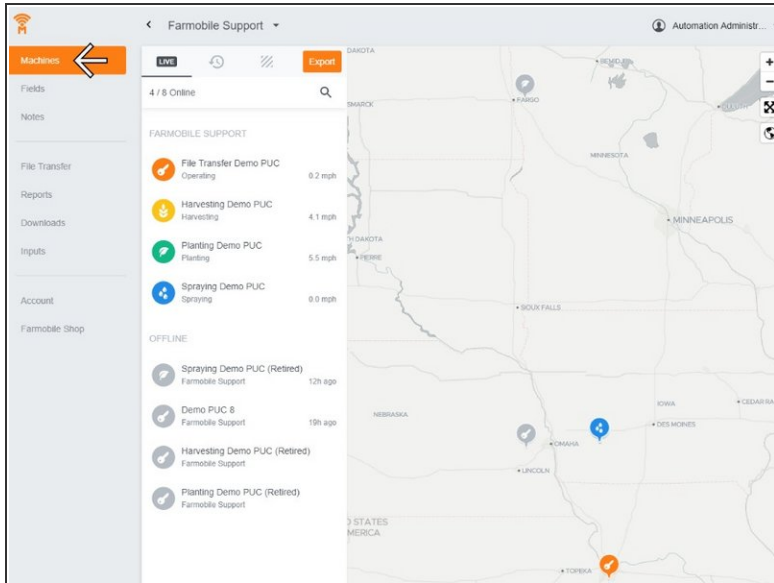 M
Farmobile Support
Automation Administr...
Machines
Fields
Notes
File Transfer
Reports
Downloads
Inputs
Account
Farmobile Shop
LIVE
Export
4 / 8 Online
FARMOBILE SUPPORT
File Transfer Demo PUC
Operating 0.2 mph
Harvesting Demo PUC
Harvesting 4.1 mph
Planting Demo PUC
Planting 5.5 mph
Spraying Demo PUC
Spraying 0.0 mph
OFFLINE
Spraying Demo PUC (Retired)
Farmobile Support 12h ago
Demo PUC 8
Farmobile Support 19h ago
Harvesting Demo PUC (Retired)
Farmobile Support
Planting Demo PUC (Retired)
Farmobile Support
DAKOTA
BEMIDJI
FARGO
SMARCK
MINNESOTA
MINNEAPOLIS
H DAKOTA
PIERRE
SIOUX FALLS
IOWA
CEDAR RA
NEBRASKA
DES MOINES
OMAHA
LINCOLN
STATES
MERICA
TOPEKA
+
−